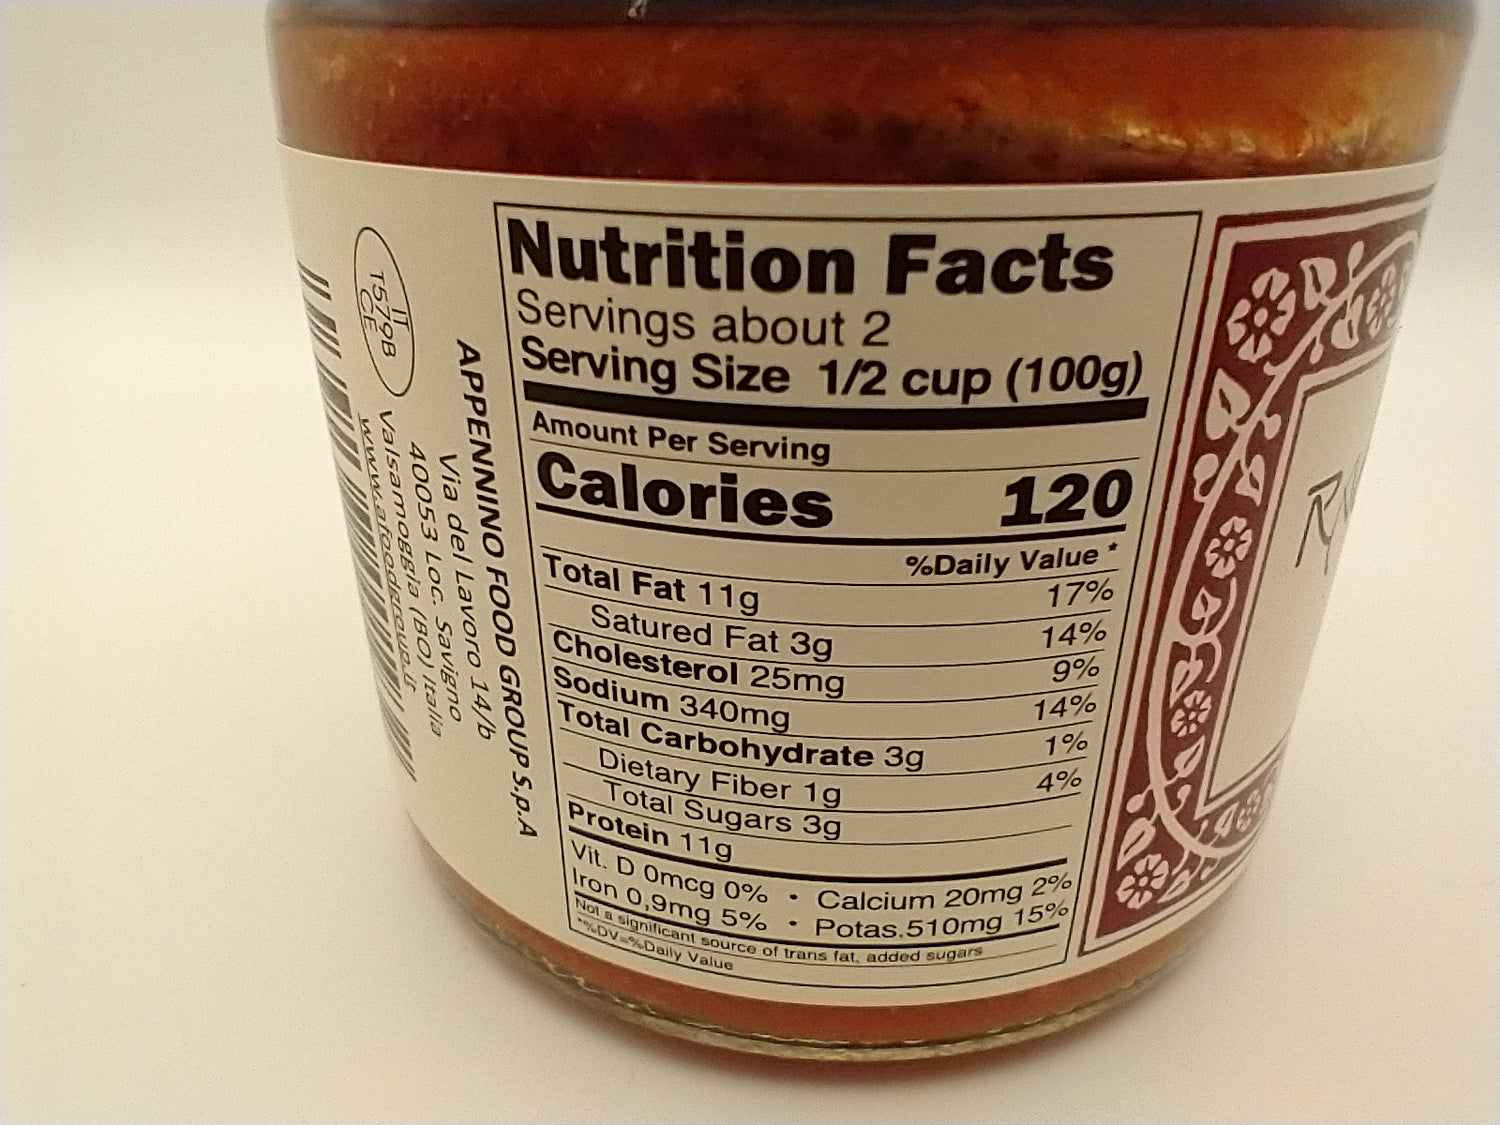 Nutrition Facts
Servings about 2
Serving Size 1/2 cup (100g)
Amount Per Serving
Calories 120
%Daily Value *
Total Fat 11g 17%
Satured Fat 3g 14%
Cholesterol 25mg 9%
Sodium 340mg 14%
Total Carbohydrate 3g 1%
Dietary Fiber 1g 4%
Total Sugars 3g
Protein 11g
Vit. D 0mcg 0% • Calcium 20mg 2%
Iron 0,9mg 5% • Potas.510mg 15%
Not a significant source of trans fat, added sugars
*%DV=%Daily Value
APPENNINO FOOD GROUP S.p.A
Via del Lavoro 14/b
40053 Loc. Savigno
Valsamoggia (BO) Italia
www.afoodgroup.it
IT
T579B
CE